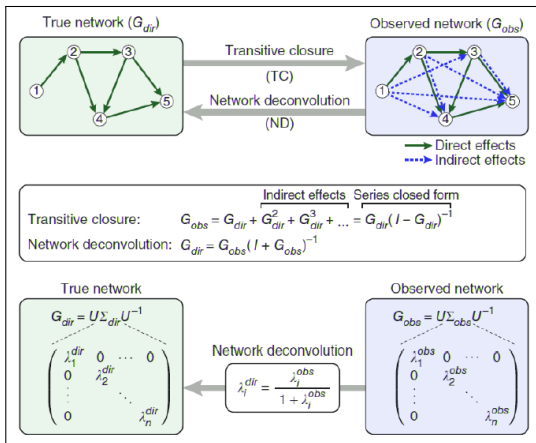 True network (G_dir)
Observed network (G_obs)
1
2
3
4
5
Transitive closure
(TC)
Network deconvolution
(ND)
1
2
3
4
5
Direct effects
Indirect effects
Indirect effects Series closed form
Transitive closure: G_obs = G_dir + G_dir^2 + G_dir^3 + ... = G_dir(I − G_dir)^−1
Network deconvolution: G_dir = G_obs(I + G_obs)^−1
True network
G_dir = UΣ_dirU^−1
λ_1^dir 0 ⋯ 0
0 λ_2^dir
⋮ ⋱
0 λ_n^dir
Network deconvolution
λ_i^dir = λ_i^obs / (1 + λ_i^obs)
Observed network
G_obs = UΣ_obsU^−1
λ_1^obs 0 ⋯ 0
0 λ_2^obs
⋮ ⋱
0 λ_n^obs